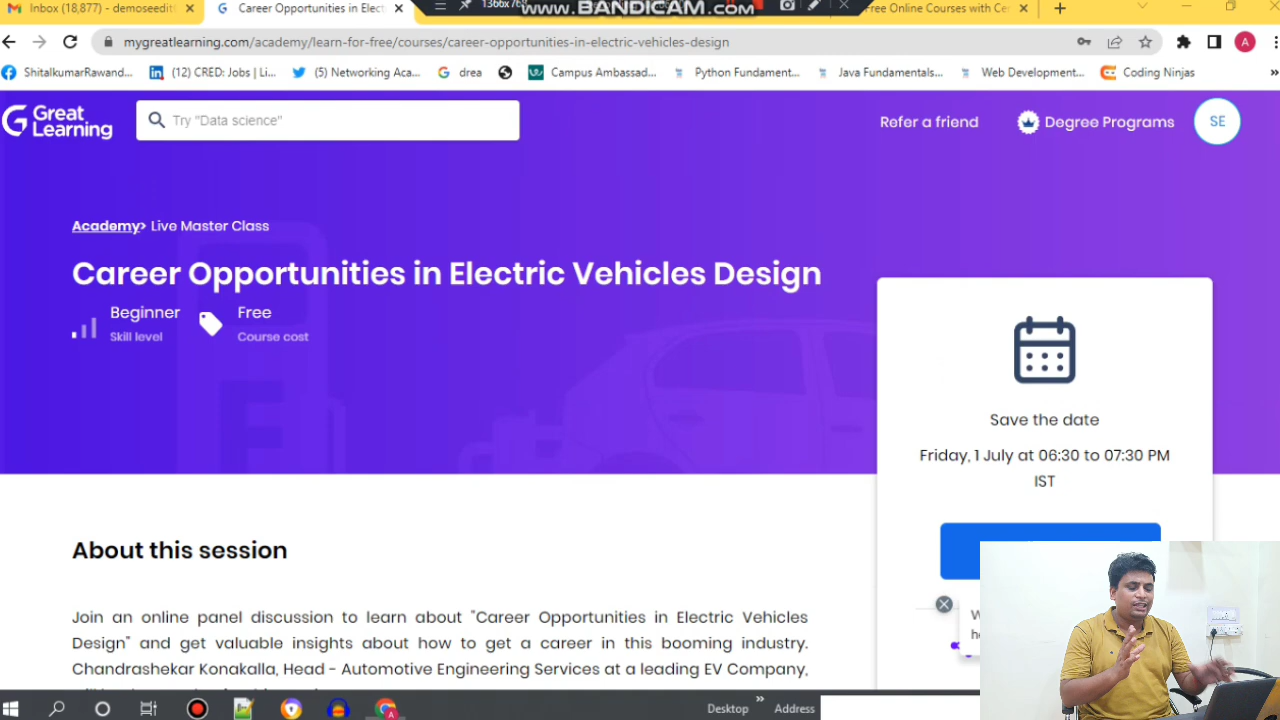 Inbox (18,877) - demoseeditt
Career Opportunities in Elect
1366x768
www.BANDICAM.com
Free Online Courses with Cer
mygreatlearning.com/academy/learn-for-free/courses/career-opportunities-in-electric-vehicles-design
A
ShitalkumarRawand...
(12) CRED: Jobs | Li...
(5) Networking Aca...
drea
Campus Ambassad...
Python Fundament...
Java Fundamentals...
Web Development...
Coding Ninjas
»
Great Learning
Try "Data science"
Refer a friend
Degree Programs
SE
Academy> Live Master Class
Career Opportunities in Electric Vehicles Design
Beginner
Skill level
Free
Course cost
Save the date
Friday, 1 July at 06:30 to 07:30 PM
IST
About this session
Join an online panel discussion to learn about "Career Opportunities in Electric Vehicles
Design" and get valuable insights about how to get a career in this booming industry.
Chandrashekar Konakalla, Head - Automotive Engineering Services at a leading EV Company,
Desktop
»
Address